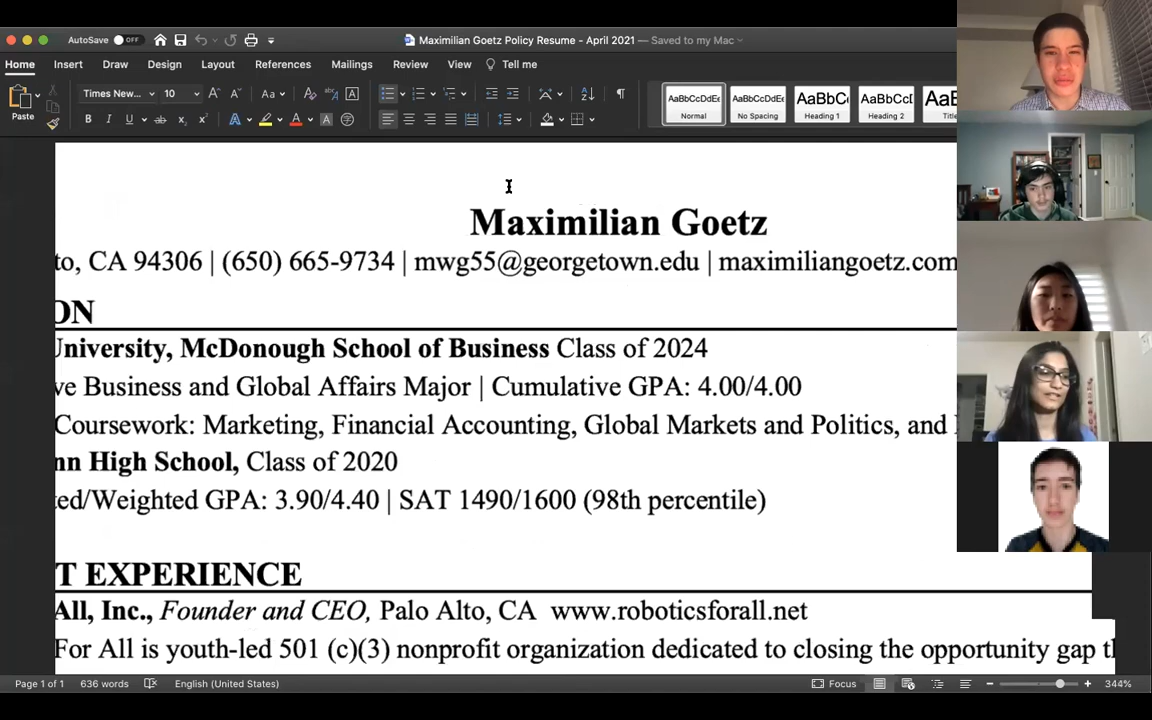 AutoSave OFF
Maximilian Goetz Policy Resume - April 2021 — Saved to my Mac
Home Insert Draw Design Layout References Mailings Review View Tell me
Paste
Times New... 10
AaBbCcDdEe Normal
AaBbCcDdEe No Spacing
AaBbCc Heading 1
AaBbCcD Heading 2
AaB Title
Maximilian Goetz
to, CA 94306 | (650) 665-9734 | mwg55@georgetown.edu | maximiliangoetz.com
ON
University, McDonough School of Business Class of 2024
ve Business and Global Affairs Major | Cumulative GPA: 4.00/4.00
Coursework: Marketing, Financial Accounting, Global Markets and Politics, and
nn High School, Class of 2020
ted/Weighted GPA: 3.90/4.40 | SAT 1490/1600 (98th percentile)
T EXPERIENCE
All, Inc., Founder and CEO, Palo Alto, CA www.roboticsforall.net
For All is youth-led 501 (c)(3) nonprofit organization dedicated to closing the opportunity gap th
Page 1 of 1 636 words English (United States) Focus 344%